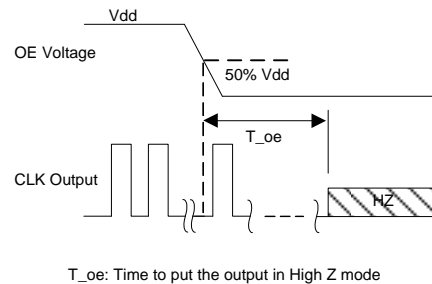 Vdd
OE Voltage
50% Vdd
T_oe
CLK Output
HZ
T_oe: Time to put the output in High Z mode